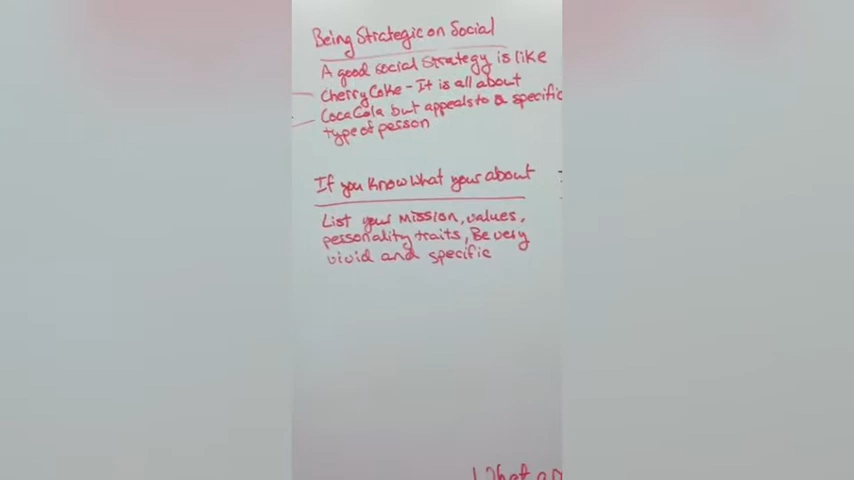 Being Strategic on Social
A good social strategy is like
Cherry Coke - It is all about
CocaCola but appeals to a specific
type of person
If you know what your about
List your mission, values,
personality traits, Be very
vivid and specific
What